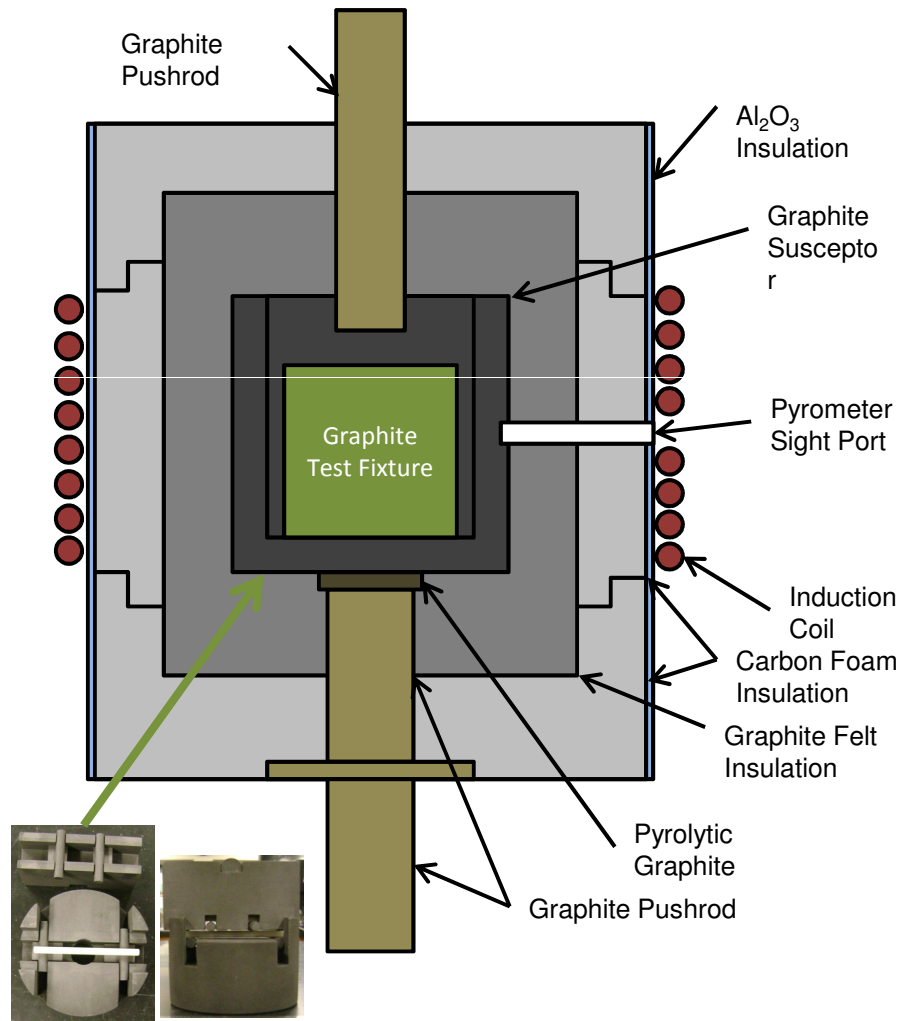 Graphite
Pushrod
Al₂O₃
Insulation
Graphite
Suscepto
r
Pyrometer
Sight Port
Graphite
Test Fixture
Induction
Coil
Carbon Foam
Insulation
Graphite Felt
Insulation
Pyrolytic
Graphite
Graphite Pushrod